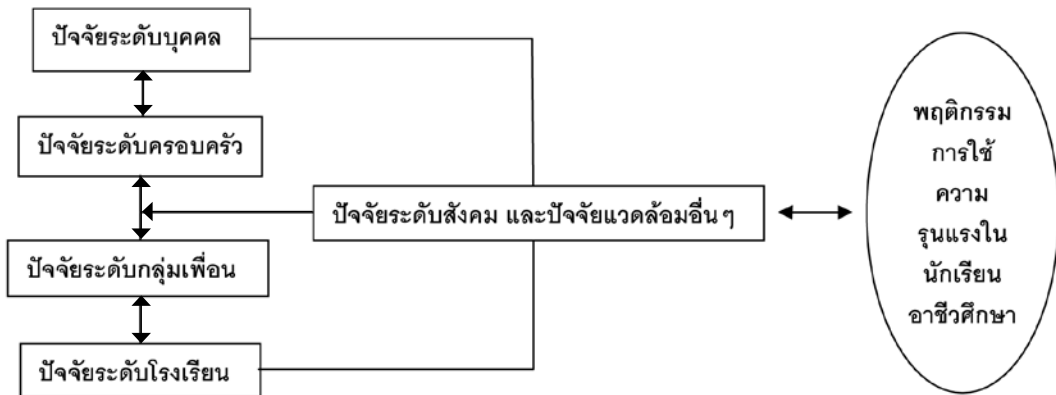 ปัจจัยระดับบุคคล
ปัจจัยระดับครอบครัว
ปัจจัยระดับสังคม และปัจจัยแวดล้อมอื่นๆ
ปัจจัยระดับกลุ่มเพื่อน
ปัจจัยระดับโรงเรียน
พฤติกรรม
การใช้
ความ
รุนแรงใน
นักเรียน
อาชีวศึกษา